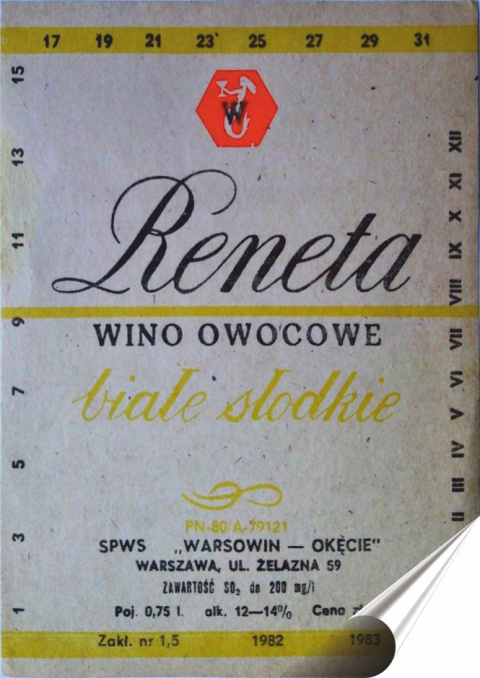 17 19 21 23 25 27 29 31
15
13
11
9
7
5
3
1
XII
XI
X
IX
VIII
VII
VI
V
IV
III
II
W
Reneta
WINO OWOCOWE
białe słodkie
PN-80/A-79121
SPWS „WARSOWIN — OKĘCIE"
WARSZAWA, UL. ŻELAZNA 59
ZAWARTOŚĆ SO₂ do 200 mg/l
Poj. 0,75 l. alk. 12—14% Cena
Zakł. nr 1,5 1982 1983